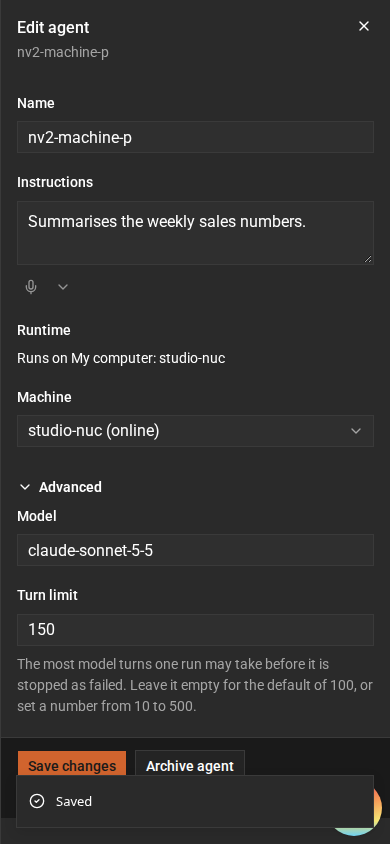 Edit agent
nv2-machine-p
Name
nv2-machine-p
Instructions
Summarises the weekly sales numbers.
Runtime
Runs on My computer: studio-nuc
Machine
studio-nuc (online)
Advanced
Model
claude-sonnet-5-5
Turn limit
150
The most model turns one run may take before it is
stopped as failed. Leave it empty for the default of 100, or
set a number from 10 to 500.
Save changes
Archive agent
Saved